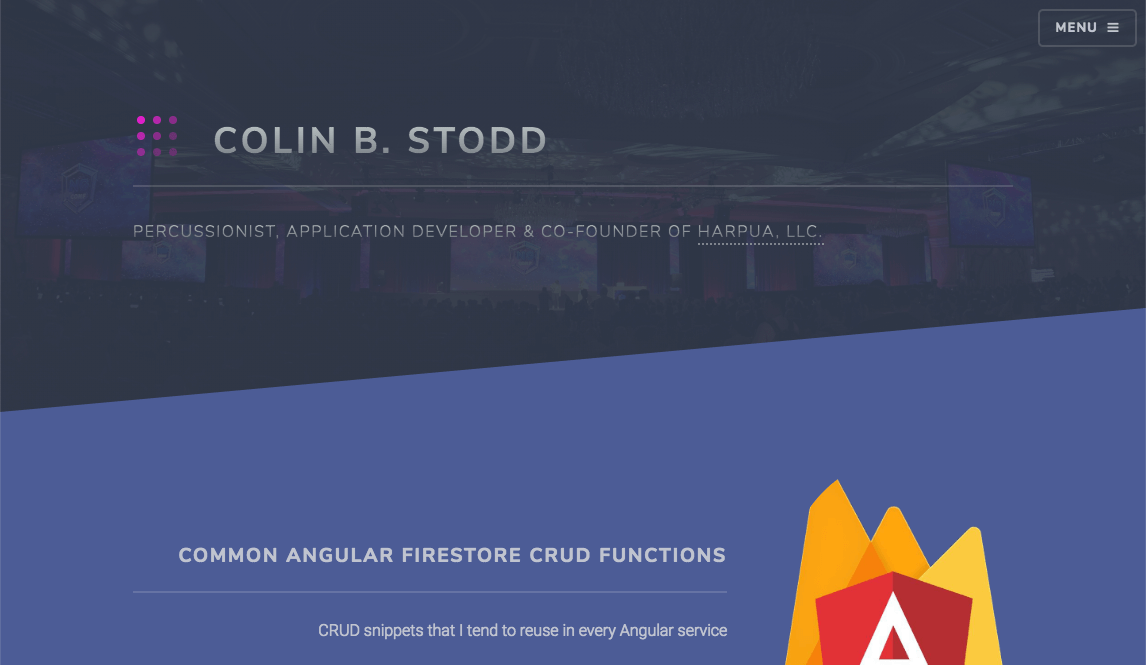 MENU
COLIN B. STODD
PERCUSSIONIST, APPLICATION DEVELOPER & CO-FOUNDER OF HARPUA, LLC.
COMMON ANGULAR FIRESTORE CRUD FUNCTIONS
CRUD snippets that I tend to reuse in every Angular service